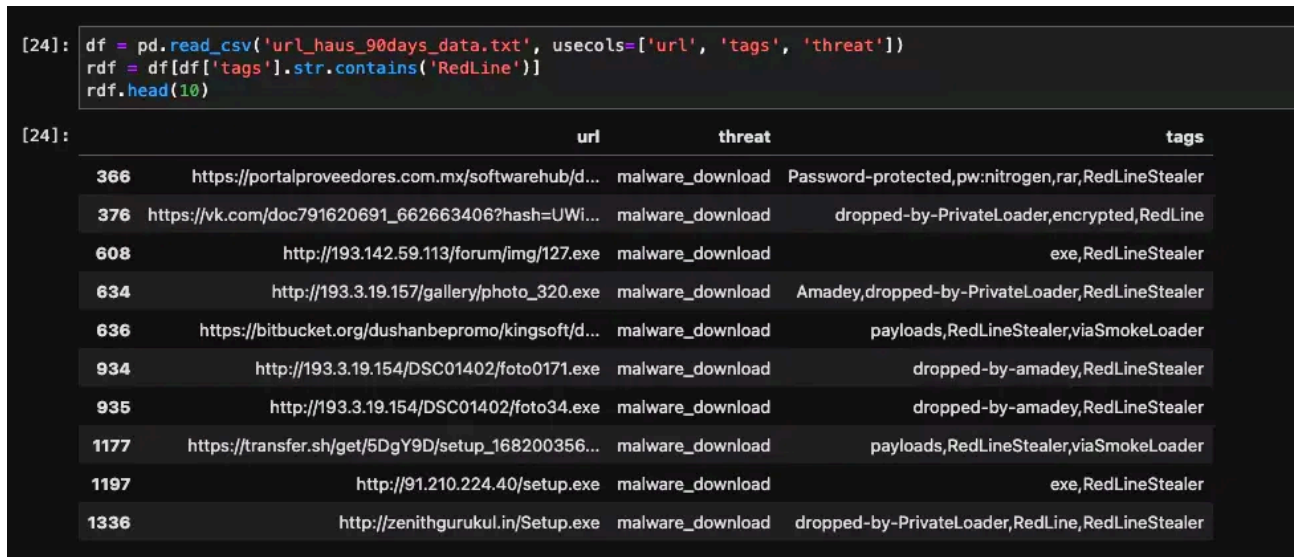 [24]: df = pd.read_csv('url_haus_90days_data.txt', usecols=['url', 'tags', 'threat'])
rdf = df[df['tags'].str.contains('RedLine')]
rdf.head(10)
[24]: url threat tags
366 https://portalproveedores.com.mx/softwarehub/d... malware_download Password-protected,pw:nitrogen,rar,RedLineStealer
376 https://vk.com/doc791620691_662663406?hash=UWi... malware_download dropped-by-PrivateLoader,encrypted,RedLine
608 http://193.142.59.113/forum/img/127.exe malware_download exe,RedLineStealer
634 http://193.3.19.157/gallery/photo_320.exe malware_download Amadey,dropped-by-PrivateLoader,RedLineStealer
636 https://bitbucket.org/dushanbepromo/kingsoft/d... malware_download payloads,RedLineStealer,viaSmokeLoader
934 http://193.3.19.154/DSC01402/foto0171.exe malware_download dropped-by-amadey,RedLineStealer
935 http://193.3.19.154/DSC01402/foto34.exe malware_download dropped-by-amadey,RedLineStealer
1177 https://transfer.sh/get/5DgY9D/setup_168200356... malware_download payloads,RedLineStealer,viaSmokeLoader
1197 http://91.210.224.40/setup.exe malware_download exe,RedLineStealer
1336 http://zenithgurukul.in/Setup.exe malware_download dropped-by-PrivateLoader,RedLine,RedLineStealer